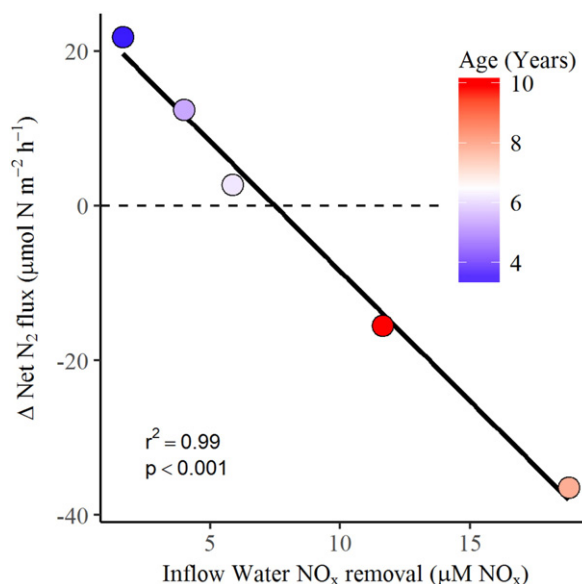 Age (Years)
10
8
6
4
20
0
-20
-40
Δ Net N₂ flux (μmol N m⁻² h⁻¹)
r² = 0.99
p < 0.001
5
10
15
Inflow Water NOₓ removal (μM NOₓ)